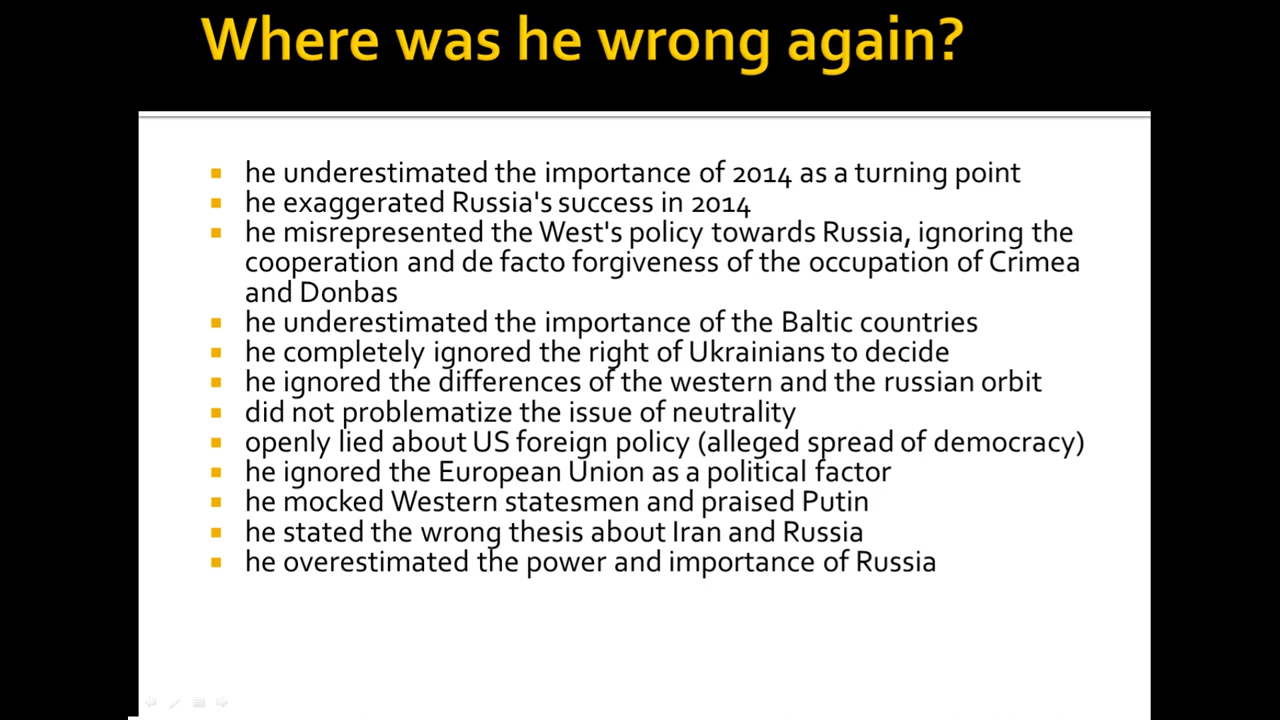 Where was he wrong again?
he underestimated the importance of 2014 as a turning point
he exaggerated Russia's success in 2014
he misrepresented the West's policy towards Russia, ignoring the
cooperation and de facto forgiveness of the occupation of Crimea
and Donbas
he underestimated the importance of the Baltic countries
he completely ignored the right of Ukrainians to decide
he ignored the differences of the western and the russian orbit
did not problematize the issue of neutrality
openly lied about US foreign policy (alleged spread of democracy)
he ignored the European Union as a political factor
he mocked Western statesmen and praised Putin
he stated the wrong thesis about Iran and Russia
he overestimated the power and importance of Russia